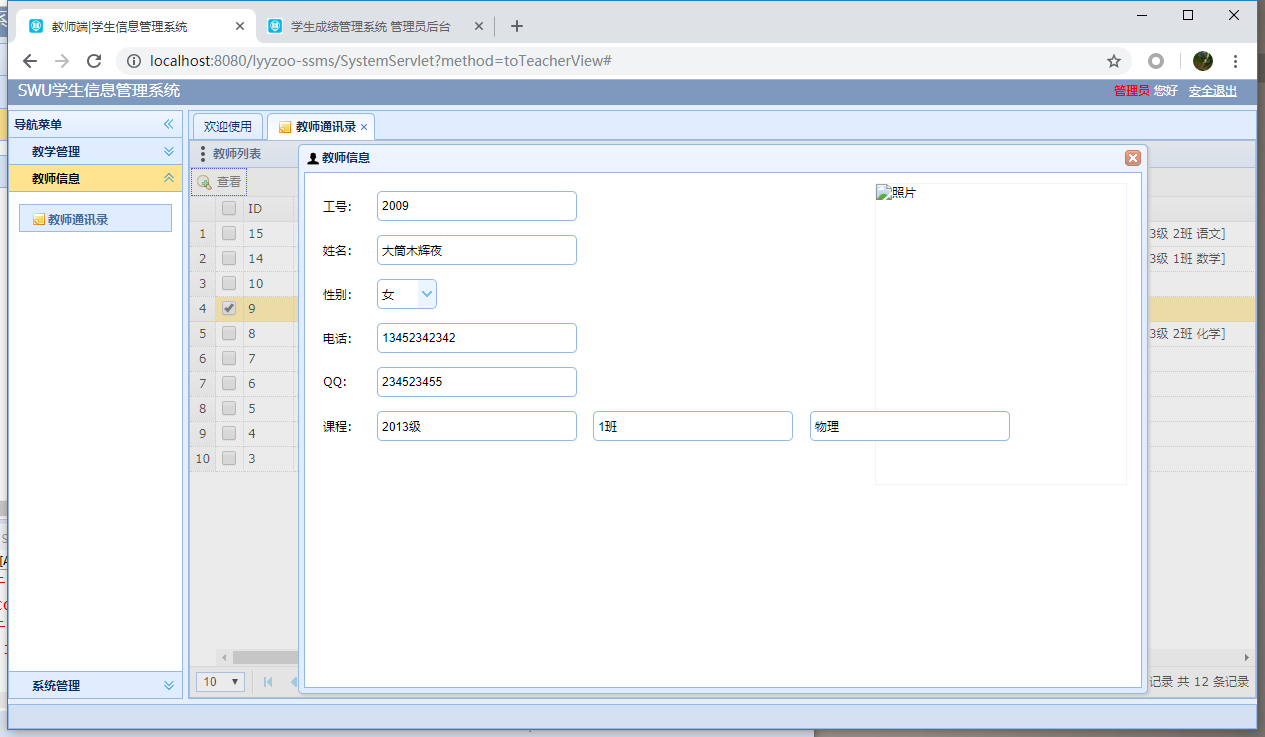 教师端|学生信息管理系统
学生成绩管理系统 管理员后台
localhost:8080/lyyzoo-ssms/SystemServlet?method=toTeacherView#
SWU学生信息管理系统
管理员 您好 安全退出
导航菜单
教学管理
教师信息
教师通讯录
系统管理
欢迎使用
教师通讯录
教师列表
查看
ID
1 15
2 14
3 10
4 9
5 8
6 7
7 6
8 5
9 4
10 3
3级 2班 语文]
3级 1班 数学]
3级 2班 化学]
教师信息
照片
工号: 2009
姓名: 大筒木辉夜
性别: 女
电话: 13452342342
QQ: 234523455
课程: 2013级 1班 物理
10
记录 共 12 条记录